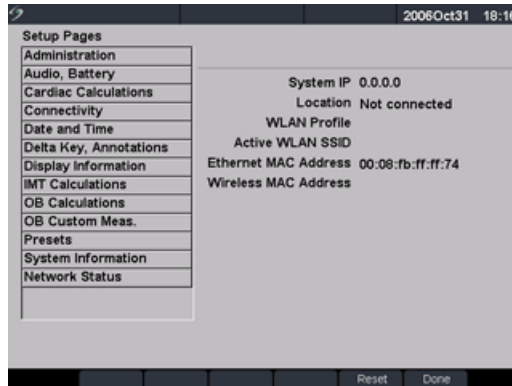 2006Oct31 18:16
Setup Pages
Administration
Audio, Battery
Cardiac Calculations
Connectivity
Date and Time
Delta Key, Annotations
Display Information
IMT Calculations
OB Calculations
OB Custom Meas.
Presets
System Information
Network Status
System IP 0.0.0.0
Location Not connected
WLAN Profile
Active WLAN SSID
Ethernet MAC Address 00:08:fb:ff:ff:74
Wireless MAC Address
Reset Done